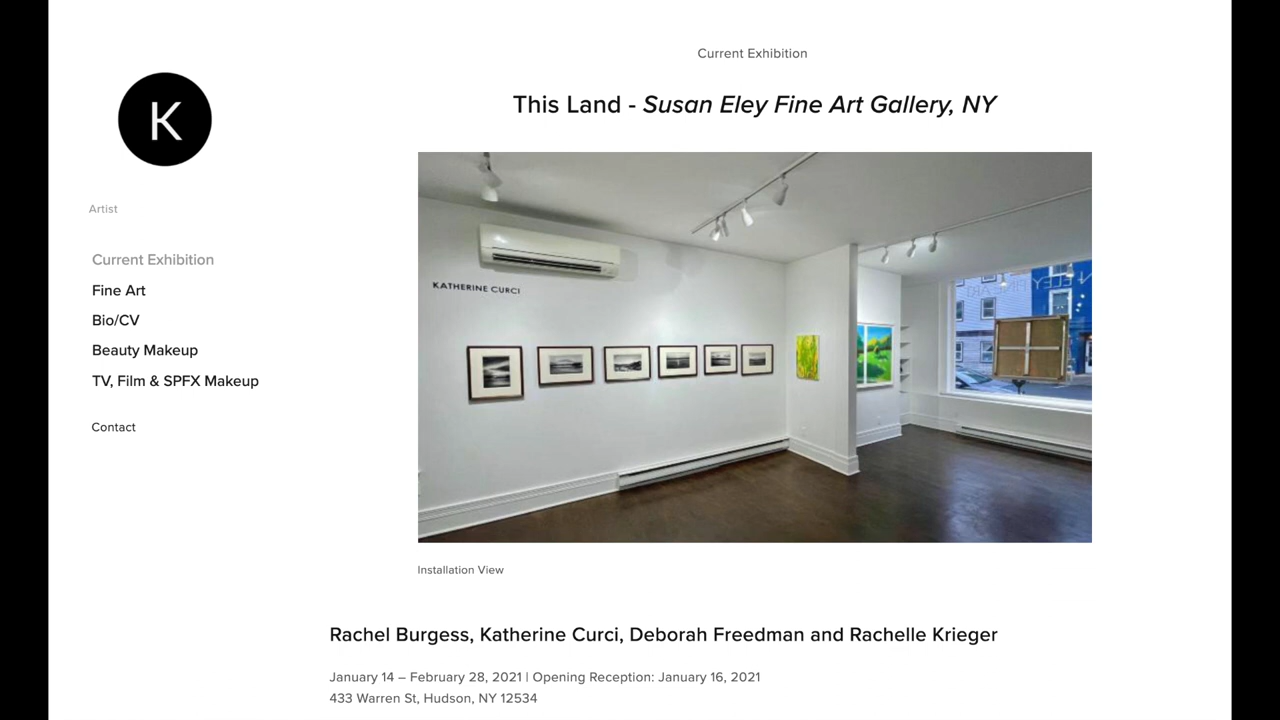 K
Artist
Current Exhibition
Fine Art
Bio/CV
Beauty Makeup
TV, Film & SPFX Makeup
Contact
Current Exhibition
This Land - Susan Eley Fine Art Gallery, NY
KATHERINE CURCI
Installation View
Rachel Burgess, Katherine Curci, Deborah Freedman and Rachelle Krieger
January 14 – February 28, 2021 | Opening Reception: January 16, 2021
433 Warren St, Hudson, NY 12534